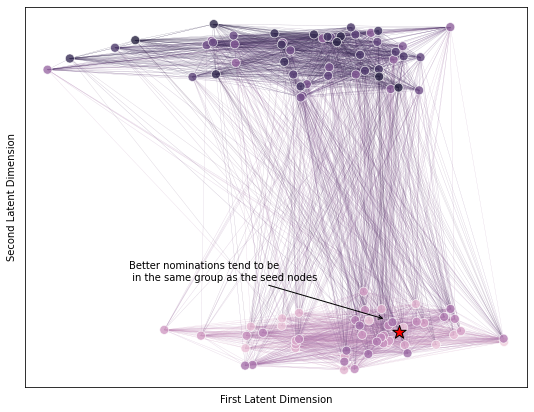 Second Latent Dimension
Better nominations tend to be
in the same group as the seed nodes
First Latent Dimension